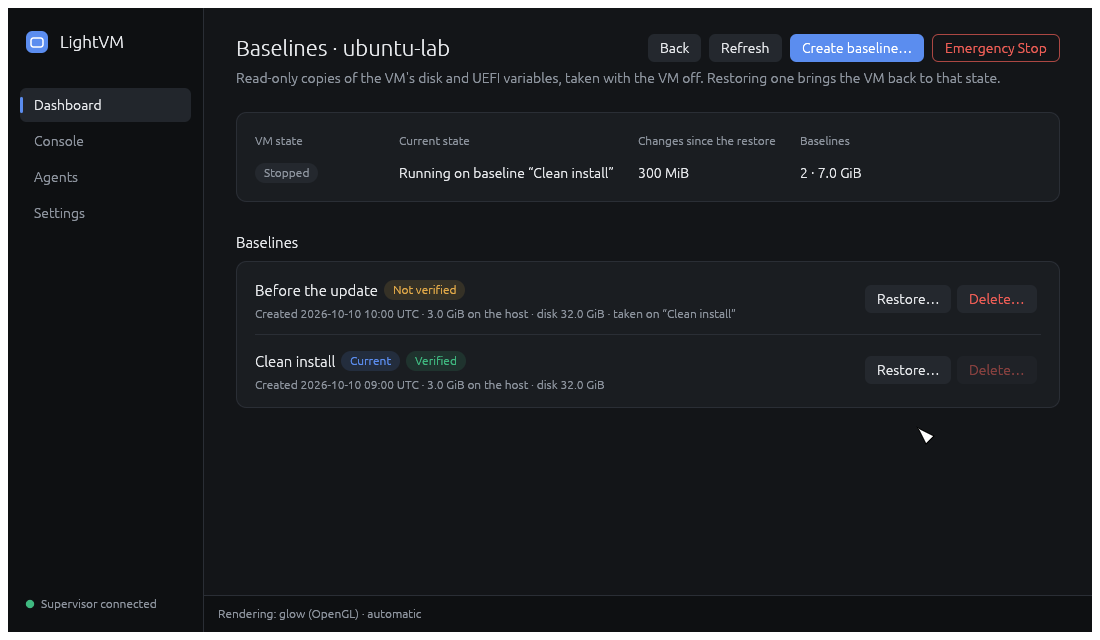 LightVM
Baselines · ubuntu-lab
Back
Refresh
Create baseline…
Emergency Stop
Read-only copies of the VM's disk and UEFI variables, taken with the VM off. Restoring one brings the VM back to that state.
Dashboard
Console
Agents
Settings
VM state
Current state
Changes since the restore
Baselines
Stopped
Running on baseline “Clean install”
300 MiB
2 · 7.0 GiB
Baselines
Before the update
Not verified
Created 2026-10-10 10:00 UTC · 3.0 GiB on the host · disk 32.0 GiB · taken on “Clean install”
Restore…
Delete…
Clean install
Current
Verified
Created 2026-10-10 09:00 UTC · 3.0 GiB on the host · disk 32.0 GiB
Restore…
Delete…
Supervisor connected
Rendering: glow (OpenGL) · automatic